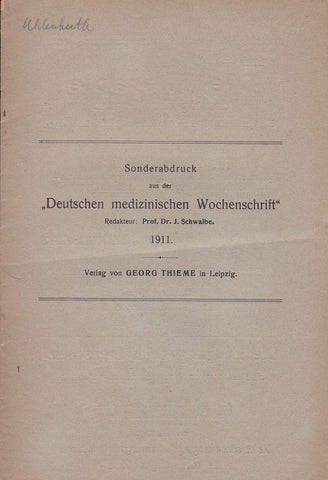 Uhlenhuth
Sonderabdruck
aus der
„Deutschen medizinischen Wochenschrift“
Redakteur: Prof. Dr. J. Schwalbe.
1911.
Verlag von GEORG THIEME in Leipzig.